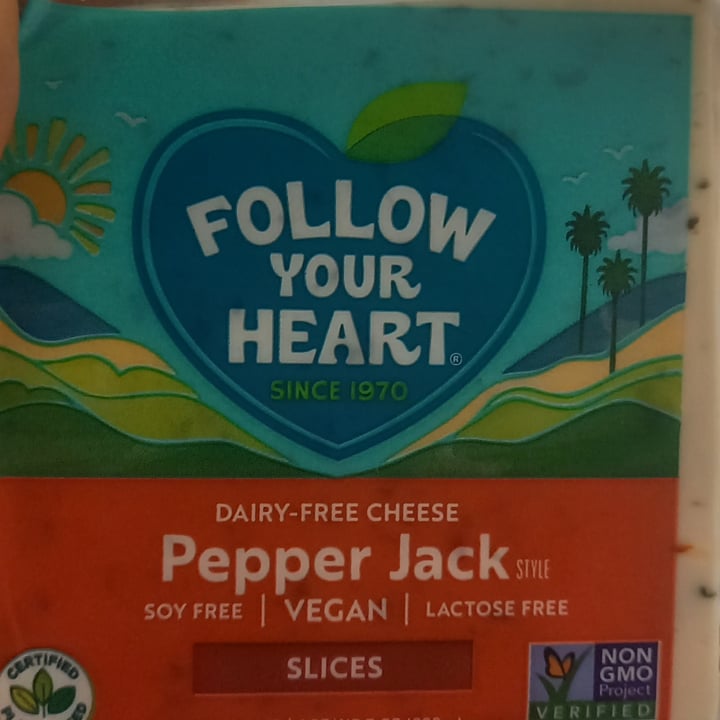 FOLLOW
YOUR
HEART®
SINCE 1970
DAIRY-FREE CHEESE
Pepper Jack STYLE
SOY FREE | VEGAN | LACTOSE FREE
SLICES
CERTIFIED
NON
GMO
Project
VERIFIED